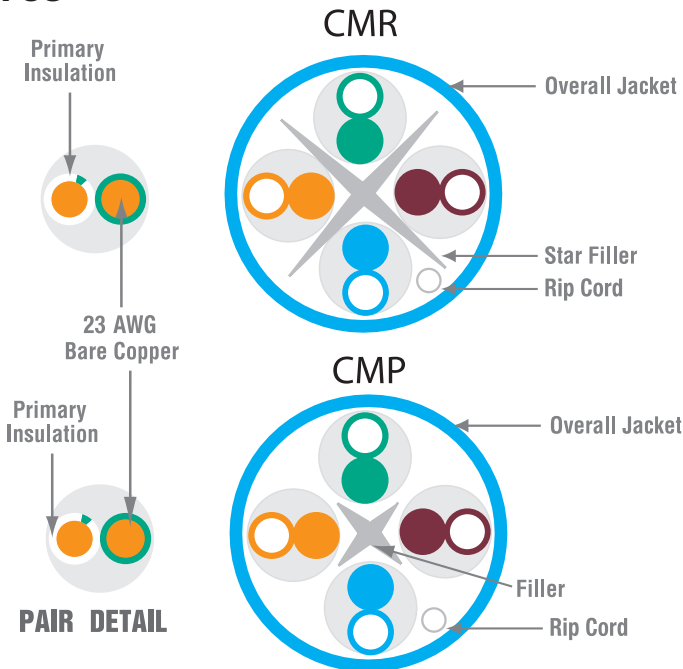 CMR
Primary
Insulation
Overall Jacket
Star Filler
Rip Cord
23 AWG
Bare Copper
CMP
Primary
Insulation
Overall Jacket
Filler
Rip Cord
PAIR DETAIL